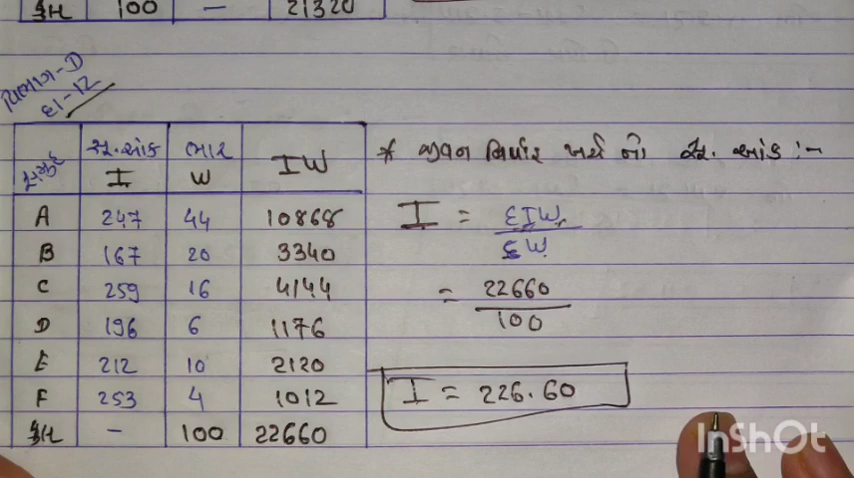 કુલ 100 – 21320
વિભાગ-D
દા-12
સમૂહ સૂ.આંક ભાર IW
I W
A 247 44 10868
B 167 20 3340
C 259 16 4144
D 196 6 1176
E 212 10 2120
F 253 4 1012
કુલ – 100 22660
* જીવન નિર્વાહ ખર્ચ નો સૂ. આંક :-
I = ΣIW
ΣW
= 22660
100
I = 226.60
InShOt